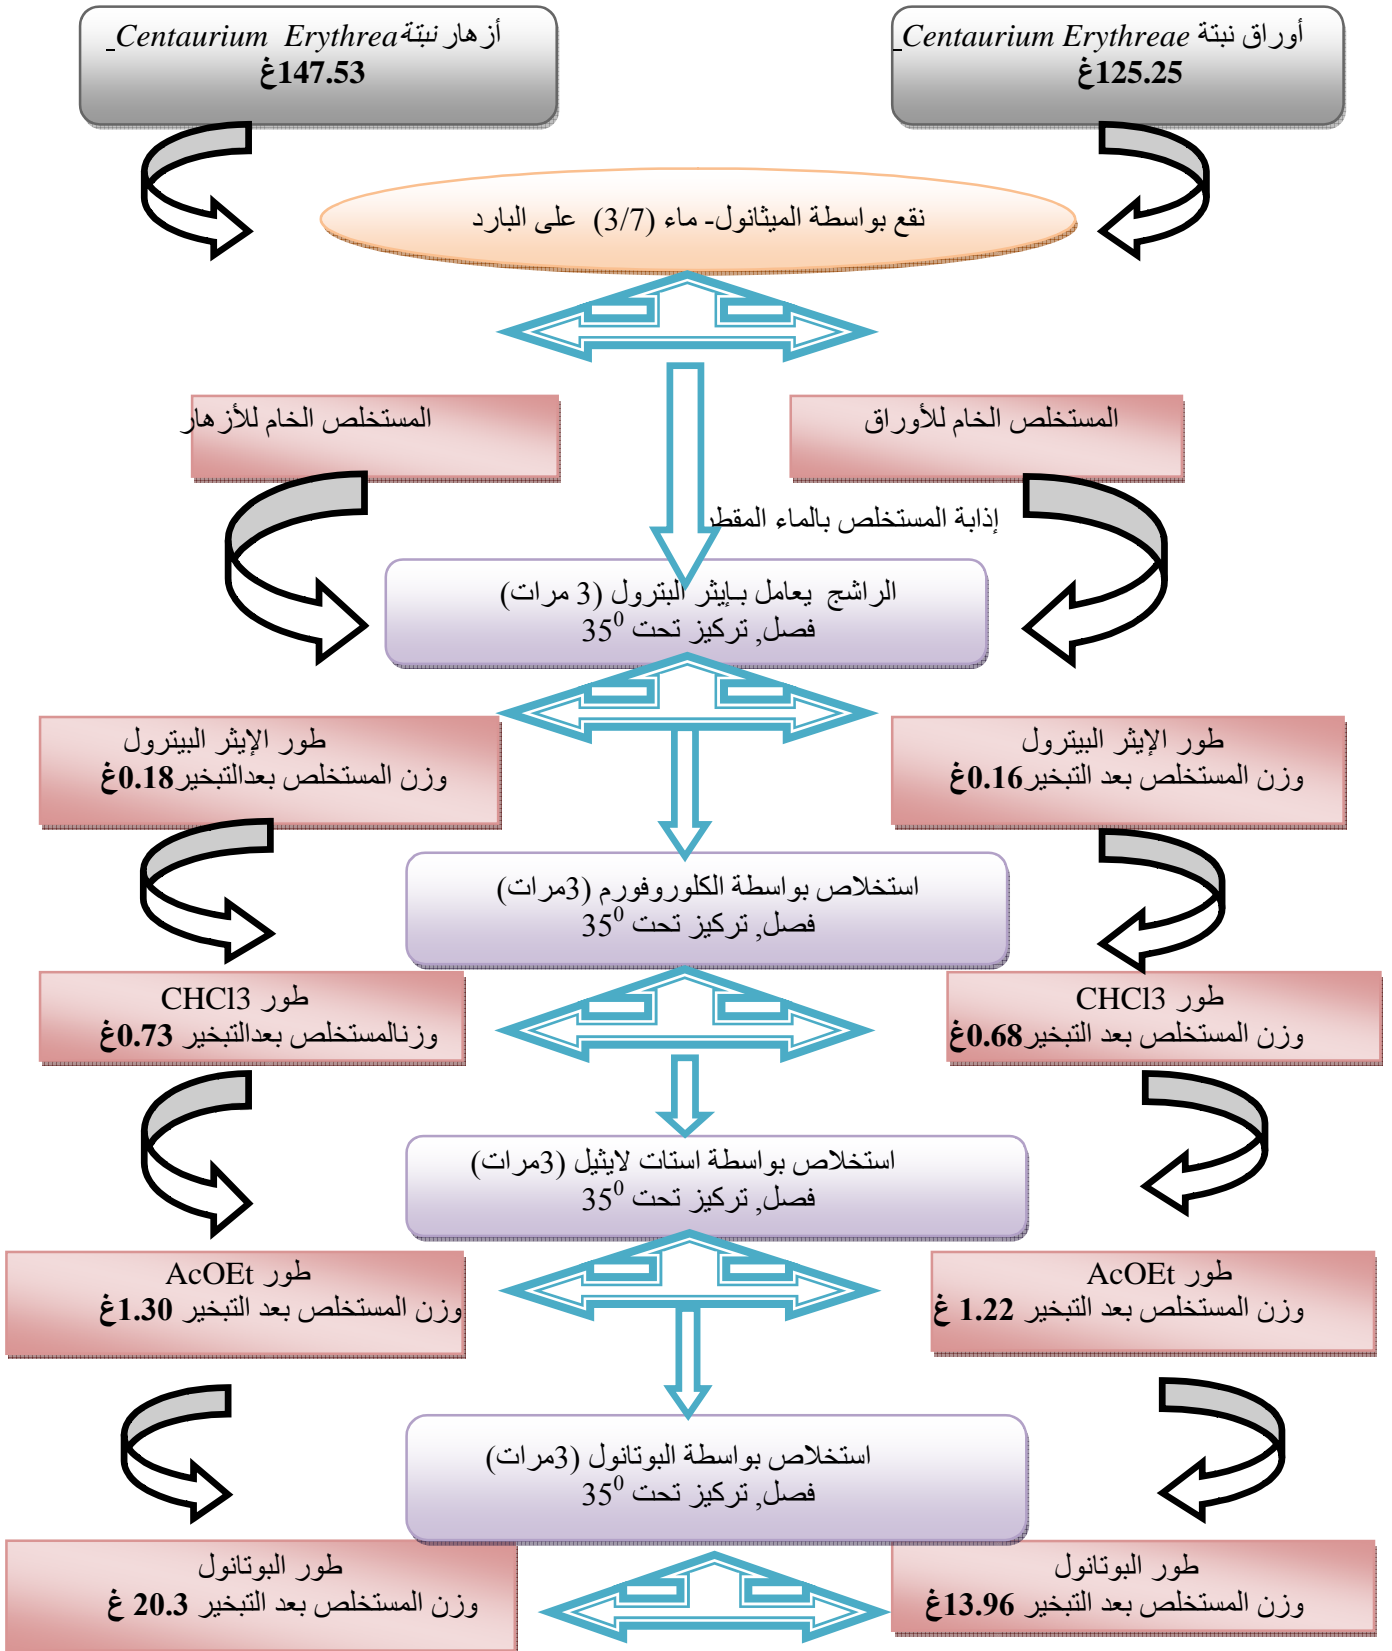 أوراق نبتة Centaurium Erythreae_
125.25غ
أزهار نبتة Centaurium Erythrea_
147.53غ
نقع بواسطة الميثانول- ماء (3/7) على البارد
المستخلص الخام للأوراق
المستخلص الخام للأزهار
إذابة المستخلص بالماء المقطر
الراشح يعامل بـإيثر البترول (3 مرات)
فصل, تركيز تحت 35⁰
طور الإيثر البيترول
وزن المستخلص بعد التبخير0.16غ
طور الإيثر البيترول
وزن المستخلص بعدالتبخير0.18غ
استخلاص بواسطة الكلوروفورم (3مرات)
فصل, تركيز تحت 35⁰
طور CHCl3
وزن المستخلص بعد التبخير0.68غ
طور CHCl3
وزنالمستخلص بعدالتبخير 0.73غ
استخلاص بواسطة استات لايثيل (3مرات)
فصل, تركيز تحت 35⁰
طور AcOEt
وزن المستخلص بعد التبخير 1.22 غ
طور AcOEt
وزن المستخلص بعد التبخير 1.30غ
استخلاص بواسطة البوتانول (3مرات)
فصل, تركيز تحت 35⁰
طور البوتانول
وزن المستخلص بعد التبخير 13.96غ
طور البوتانول
وزن المستخلص بعد التبخير 20.3 غ